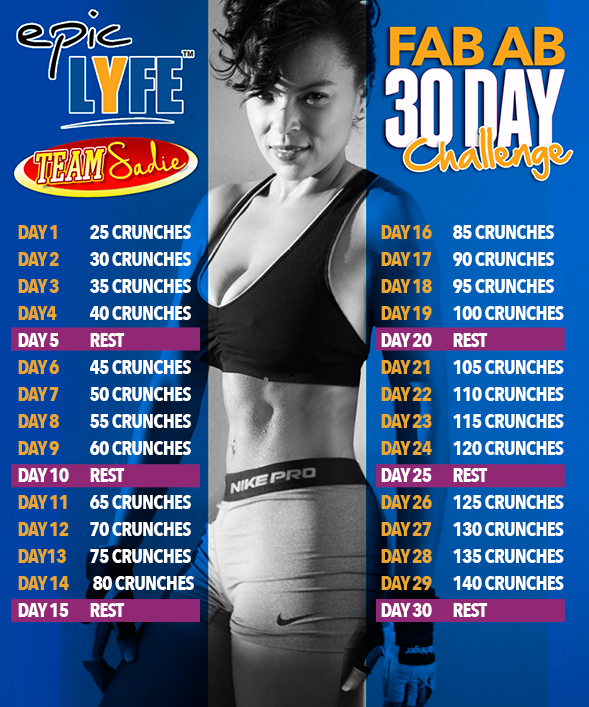 epic
LYFE™
TEAM Sadie
FAB AB
30 DAY
Challenge
DAY 1 25 CRUNCHES
DAY 2 30 CRUNCHES
DAY 3 35 CRUNCHES
DAY4 40 CRUNCHES
DAY 5 REST
DAY 6 45 CRUNCHES
DAY 7 50 CRUNCHES
DAY 8 55 CRUNCHES
DAY 9 60 CRUNCHES
DAY 10 REST
DAY 11 65 CRUNCHES
DAY 12 70 CRUNCHES
DAY13 75 CRUNCHES
DAY 14 80 CRUNCHES
DAY 15 REST
DAY 16 85 CRUNCHES
DAY 17 90 CRUNCHES
DAY 18 95 CRUNCHES
DAY 19 100 CRUNCHES
DAY 20 REST
DAY 21 105 CRUNCHES
DAY 22 110 CRUNCHES
DAY 23 115 CRUNCHES
DAY 24 120 CRUNCHES
DAY 25 REST
DAY 26 125 CRUNCHES
DAY 27 130 CRUNCHES
DAY 28 135 CRUNCHES
DAY 29 140 CRUNCHES
DAY 30 REST
NIKE PRO